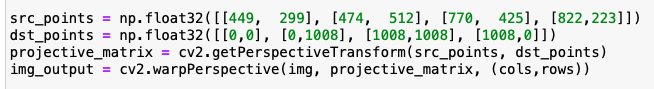 src_points = np.float32([[449,  299], [474,  512], [770,  425], [822,223]])
dst_points = np.float32([[0,0], [0,1008], [1008,1008], [1008,0]])
projective_matrix = cv2.getPerspectiveTransform(src_points, dst_points)
img_output = cv2.warpPerspective(img, projective_matrix, (cols,rows))